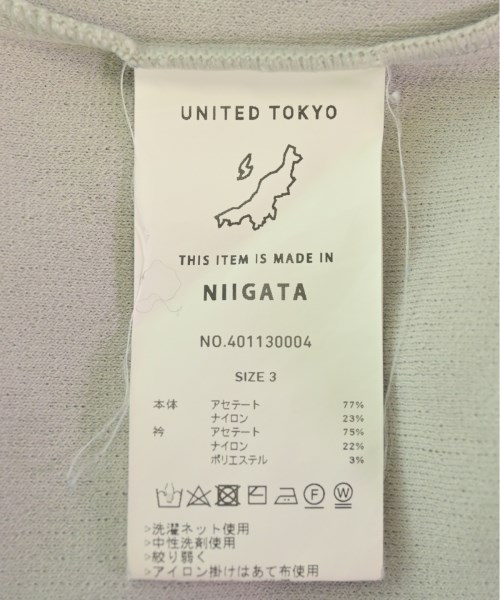 UNITED TOKYO
THIS ITEM IS MADE IN
NIIGATA
NO.401130004
SIZE 3
本体 アセテート 77%
ナイロン 23%
衿 アセテート 75%
ナイロン 22%
ポリエステル 3%
F W
>洗濯ネット使用
>中性洗剤使用
>絞り弱く
>アイロン掛けはあて布使用